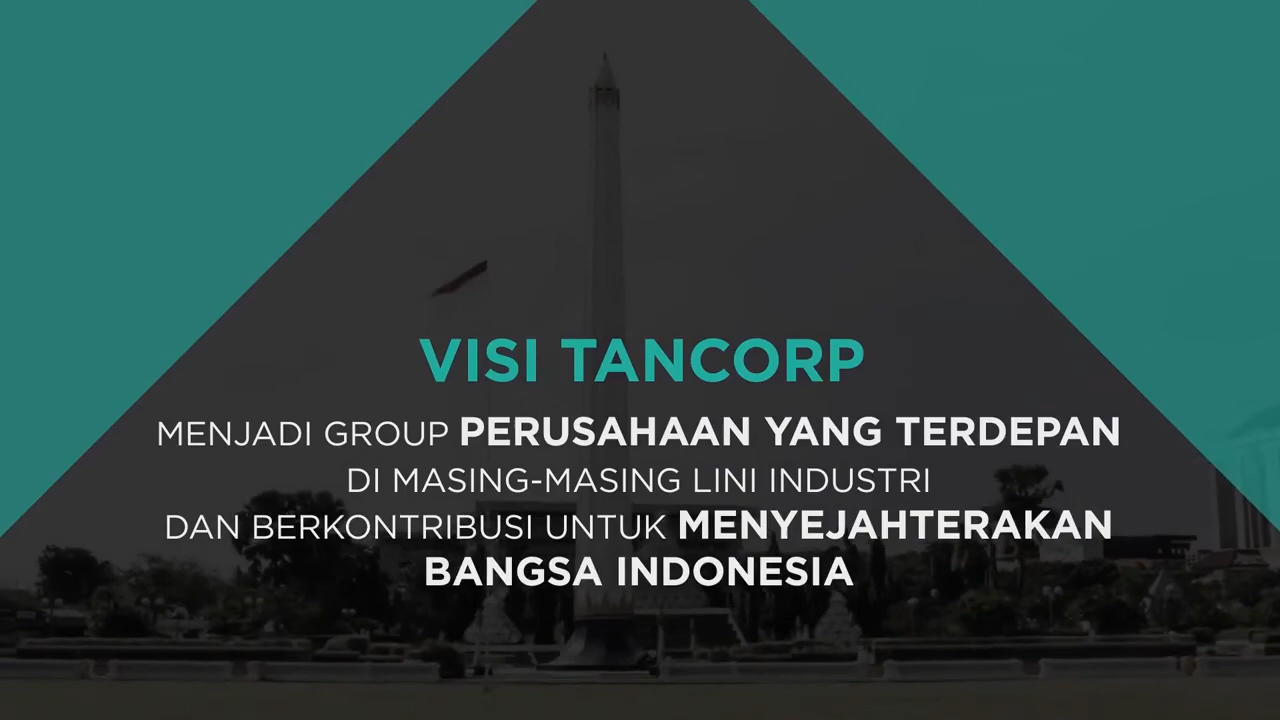 VISI TANCORP
MENJADI GROUP PERUSAHAAN YANG TERDEPAN
DI MASING-MASING LINI INDUSTRI
DAN BERKONTRIBUSI UNTUK MENYEJAHTERAKAN
BANGSA INDONESIA